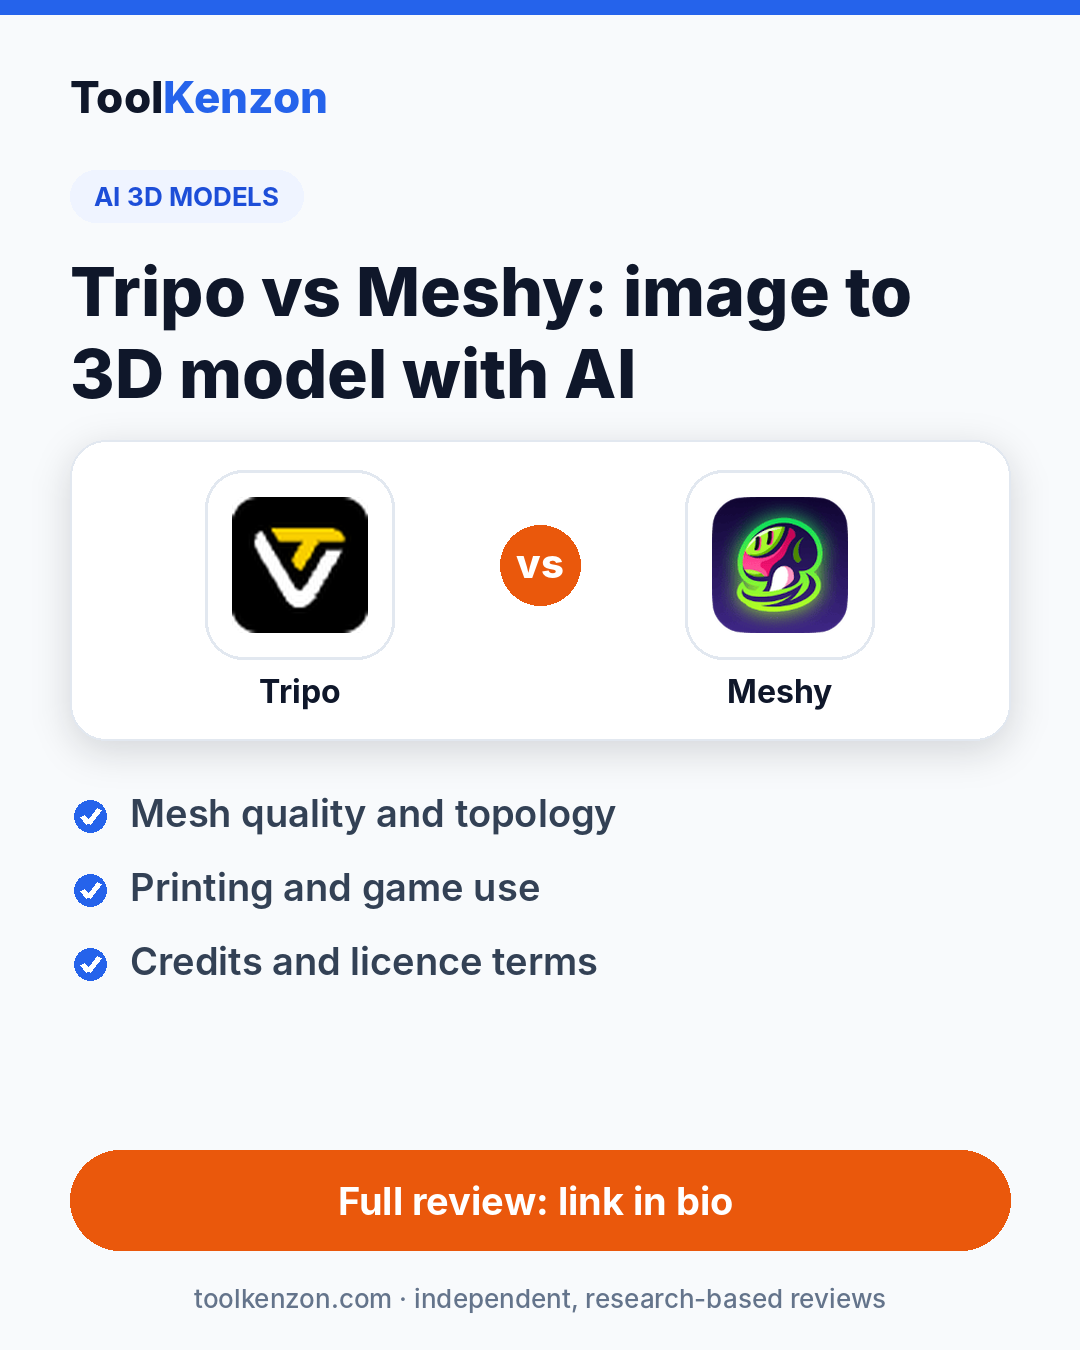 ToolKenzon
AI 3D MODELS
Tripo vs Meshy: image to
3D model with AI
vs
Tripo
Meshy
Mesh quality and topology
Printing and game use
Credits and licence terms
Full review: link in bio
toolkenzon.com · independent, research-based reviews